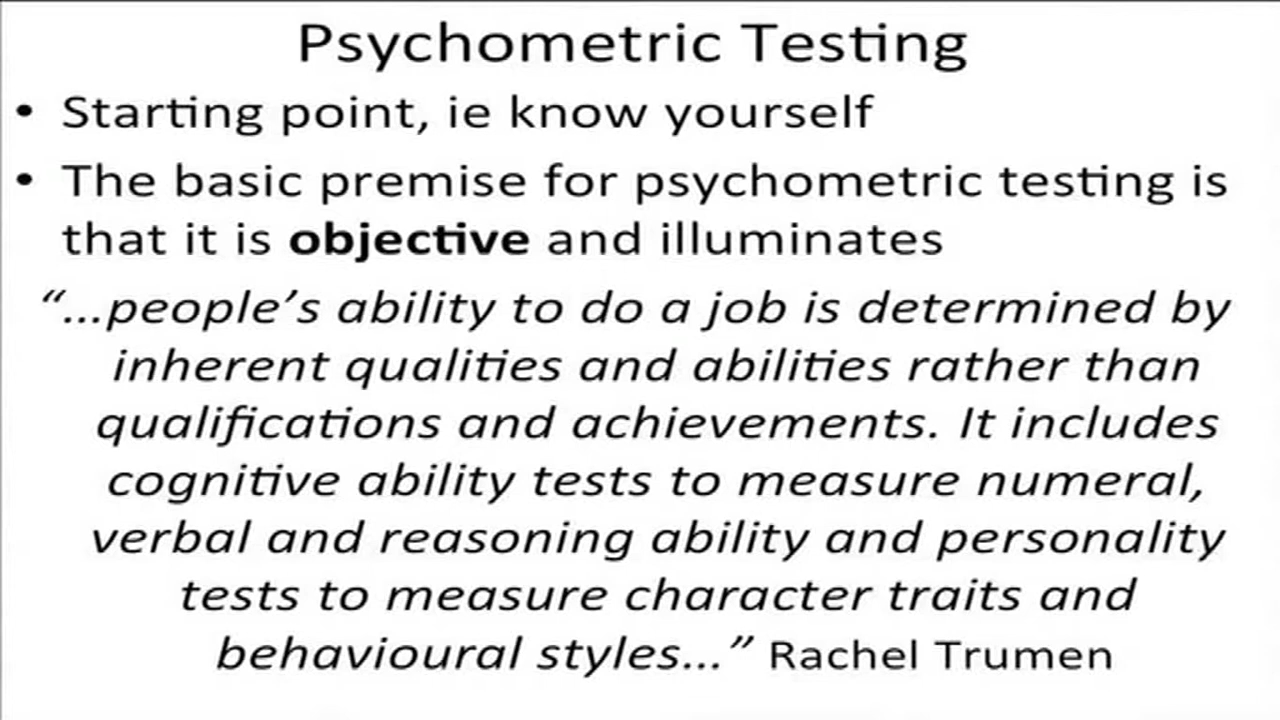 Psychometric Testing
• Starting point, ie know yourself
• The basic premise for psychometric testing is
that it is objective and illuminates
“...people’s ability to do a job is determined by
inherent qualities and abilities rather than
qualifications and achievements. It includes
cognitive ability tests to measure numeral,
verbal and reasoning ability and personality
tests to measure character traits and
behavioural styles...” Rachel Trumen